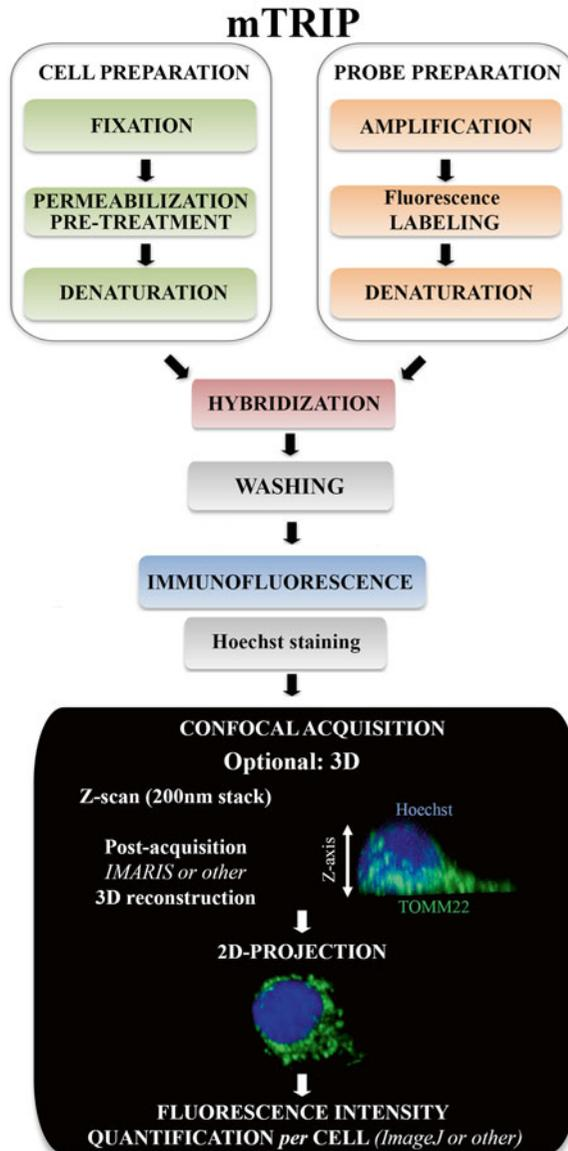 mTRIP
CELL PREPARATION
FIXATION
PERMEABILIZATION
PRE-TREATMENT
DENATURATION
PROBE PREPARATION
AMPLIFICATION
Fluorescence
LABELING
DENATURATION
HYBRIDIZATION
WASHING
IMMUNOFLUORESCENCE
Hoechst staining
CONFOCAL ACQUISITION
Optional: 3D
Z-scan (200nm stack)
Post-acquisition
IMARIS or other
3D reconstruction
Hoechst
Z-axis
TOMM22
2D-PROJECTION
FLUORESCENCE INTENSITY
QUANTIFICATION per CELL (ImageJ or other)